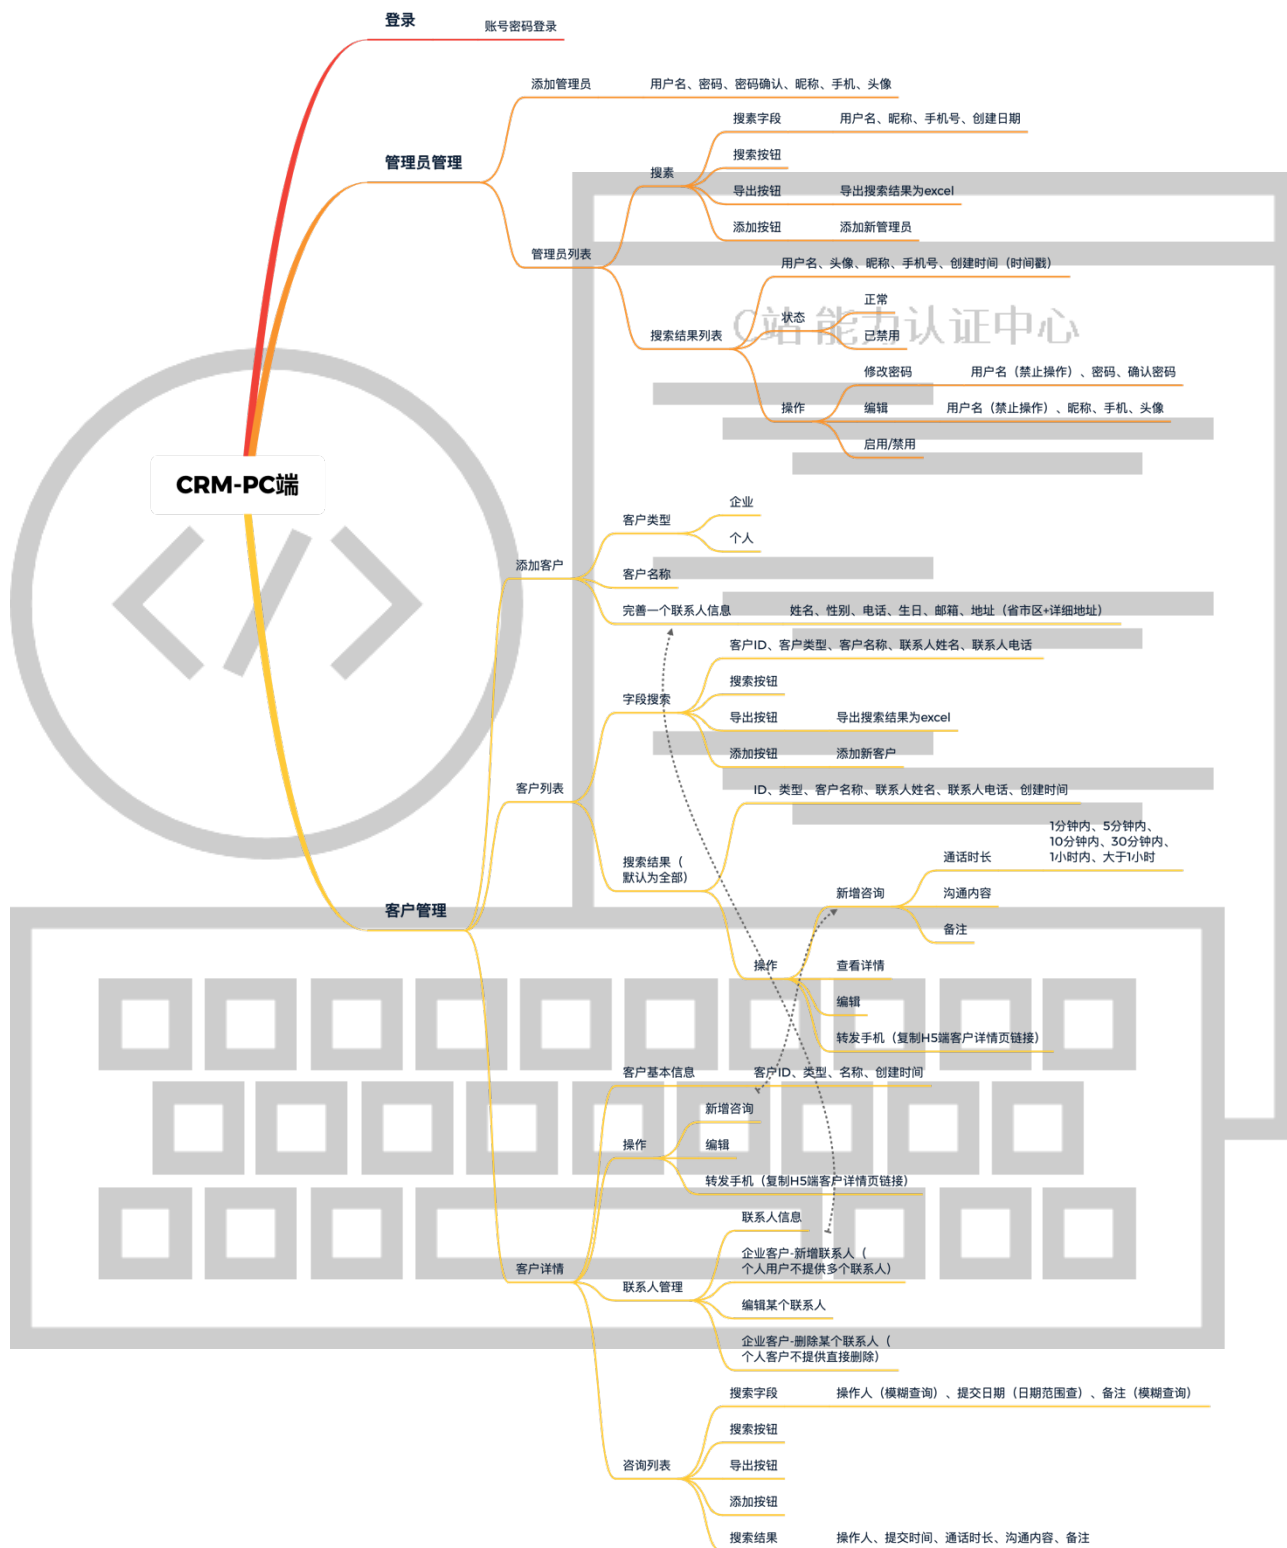 登录
账号密码登录
添加管理员
用户名、密码、密码确认、昵称、手机、头像
管理员管理
搜素字段
用户名、昵称、手机号、创建日期
搜索按钮
搜素
导出按钮
导出搜索结果为excel
添加按钮
添加新管理员
管理员列表
用户名、头像、昵称、手机号、创建时间（时间戳）
正常
状态
C站 能力认证中心
搜索结果列表
已禁用
修改密码
用户名（禁止操作）、密码、确认密码
操作
编辑
用户名（禁止操作）、昵称、手机、头像
启用/禁用
CRM-PC端
企业
客户类型
个人
添加客户
客户名称
完善一个联系人信息
姓名、性别、电话、生日、邮箱、地址（省市区+详细地址）
客户ID、客户类型、客户名称、联系人姓名、联系人电话
搜索按钮
字段搜索
导出按钮
导出搜索结果为excel
添加按钮
添加新客户
客户列表
ID、类型、客户名称、联系人姓名、联系人电话、创建时间
1分钟内、5分钟内、
10分钟内、30分钟内、
1小时内、大于1小时
通话时长
搜索结果（
默认为全部）
新增咨询
沟通内容
客户管理
备注
操作
查看详情
编辑
转发手机（复制H5端客户详情页链接）
客户基本信息
客户ID、类型、名称、创建时间
新增咨询
操作
编辑
转发手机（复制H5端客户详情页链接）
联系人信息
客户详情
企业客户-新增联系人（
个人用户不提供多个联系人）
联系人管理
编辑某个联系人
企业客户-删除某个联系人（
个人客户不提供直接删除）
搜索字段
操作人（模糊查询）、提交日期（日期范围查）、备注（模糊查询）
搜索按钮
咨询列表
导出按钮
添加按钮
搜索结果
操作人、提交时间、通话时长、沟通内容、备注